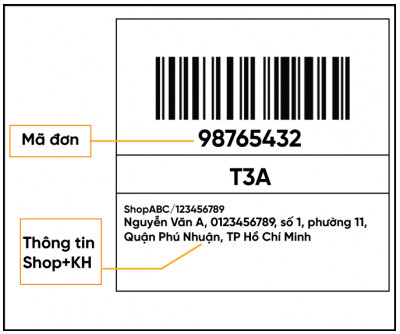 98765432
Mã đơn
T3A
ShopABC/123456789
Nguyễn Văn A, 0123456789, số 1, phường 11,
Quận Phú Nhuận, TP Hồ Chí Minh
Thông tin
Shop+KH